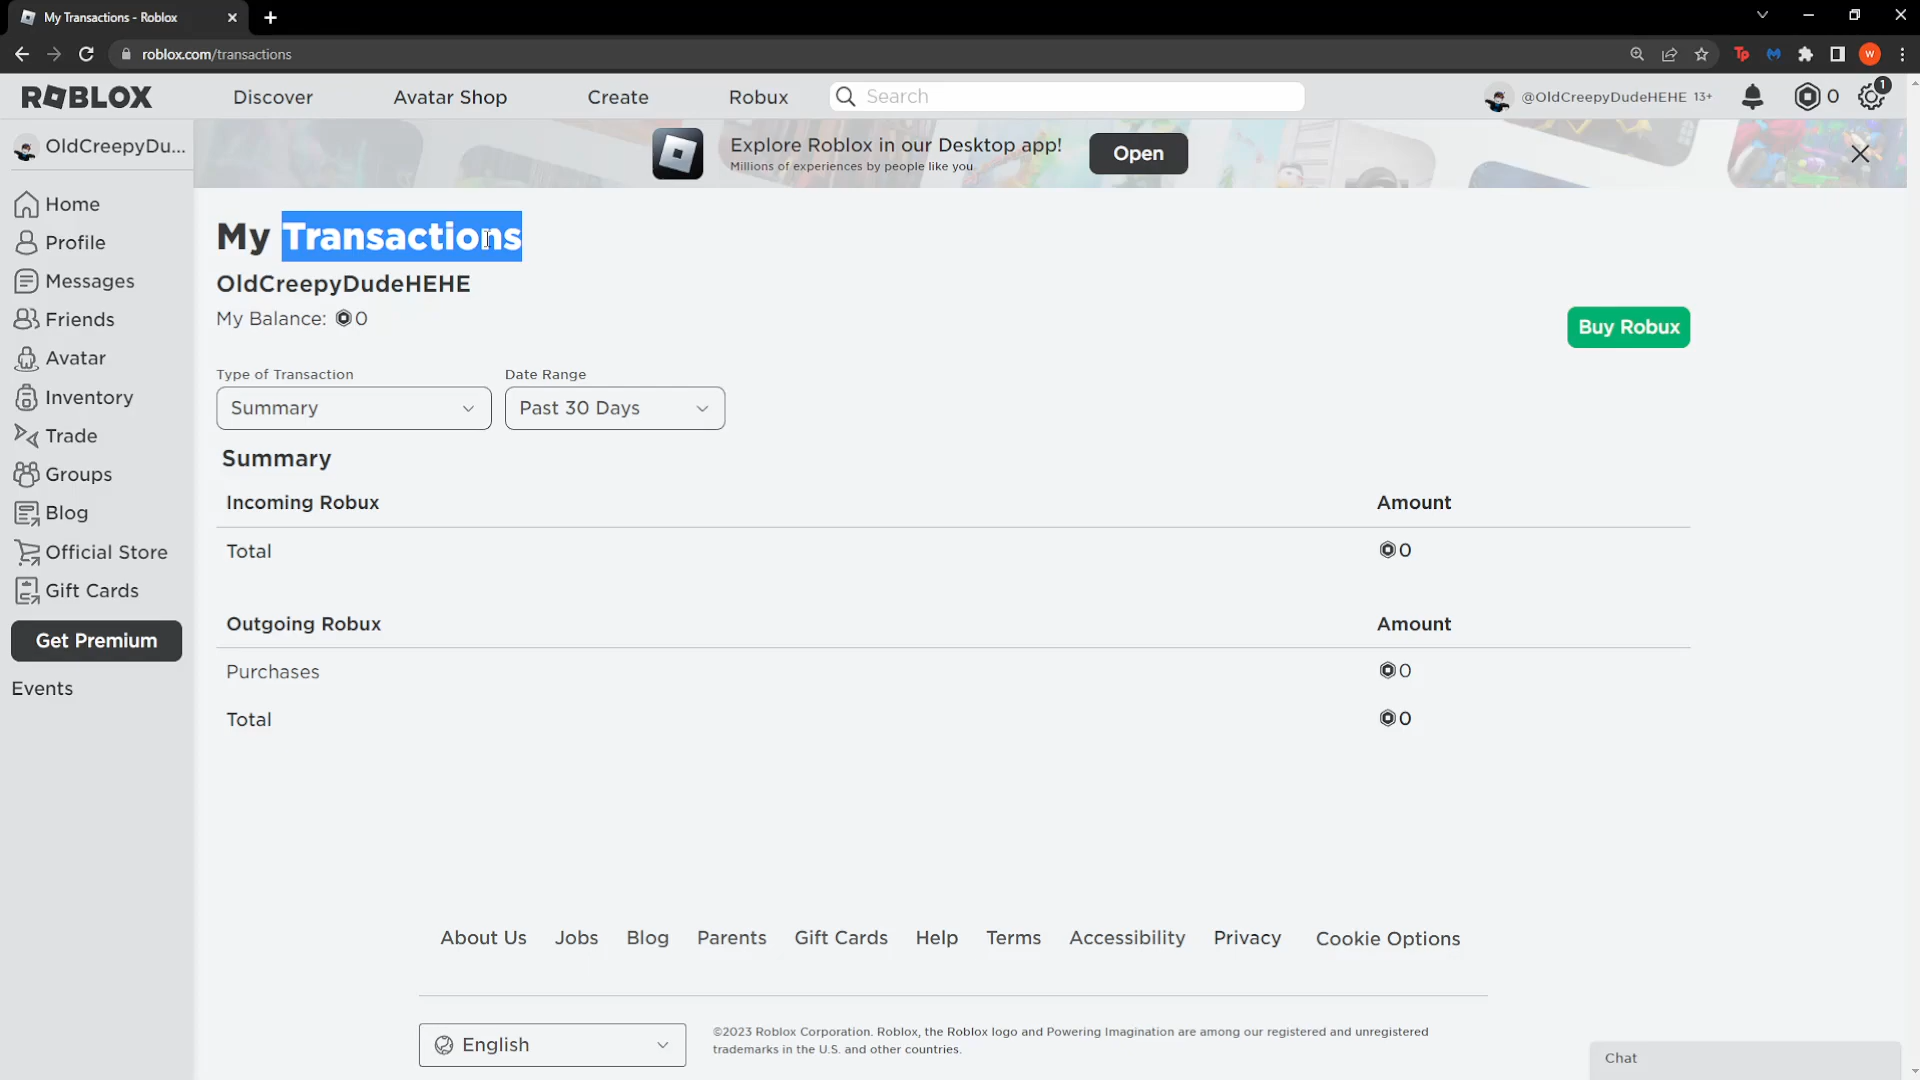 My Transactions - Roblox
roblox.com/transactions
Tp
W
ROBLOX
Discover
Avatar Shop
Create
Robux
Search
@OldCreepyDudeHEHE 13+
0
1
OldCreepyDu...
Explore Roblox in our Desktop app!
Millions of experiences by people like you
Open
Home
Profile
Messages
Friends
Avatar
Inventory
Trade
Groups
Blog
Official Store
Gift Cards
Get Premium
Events
My Transactions
OldCreepyDudeHEHE
My Balance: 0
Buy Robux
Type of Transaction
Date Range
Summary
Past 30 Days
Summary
Incoming Robux Amount
Total 0
Outgoing Robux Amount
Purchases 0
Total 0
About Us Jobs Blog Parents Gift Cards Help Terms Accessibility Privacy Cookie Options
English
©2023 Roblox Corporation. Roblox, the Roblox logo and Powering Imagination are among our registered and unregistered
trademarks in the U.S. and other countries.
Chat